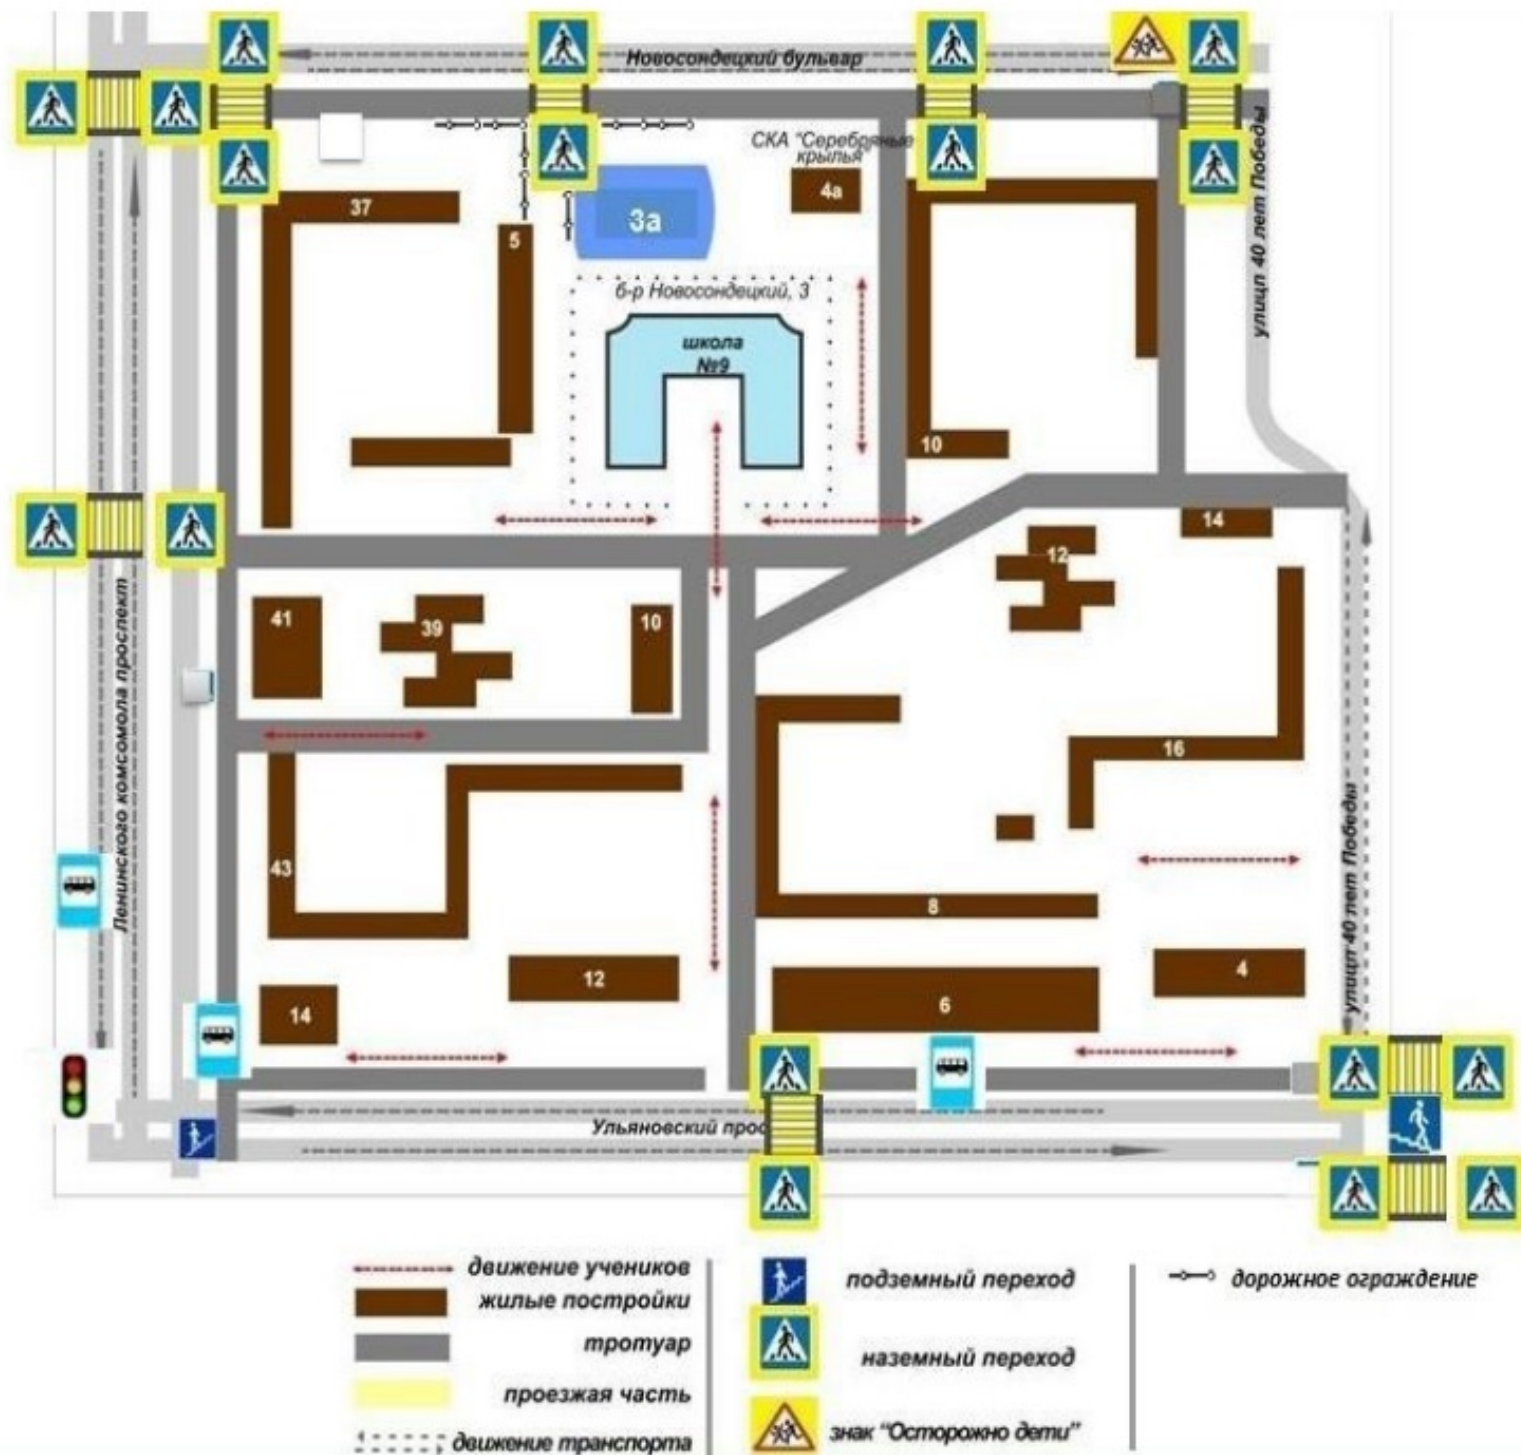 Новосондецкий бульвар
СКА "Серебряные
крылья"
4а
37
3а
5
улицп 40 лет Победы
б-р Новосондецкий, 3
школа
№9
10
14
12
41
39
10
Ленинского комсомола проспект
16
43
8
улицп 40 лет Победы
12
4
14
6
Ульяновский прос
движение учеников
жилые постройки
тротуар
проезжая часть
движение транспорта
подземный переход
наземный переход
знак "Осторожно дети"
дорожное ограждение